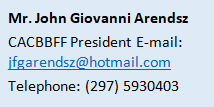 Mr. John Giovanni Arendsz
CACBBFF President E-mail:
jfgarendsz@hotmail.com
Telephone: (297) 5930403